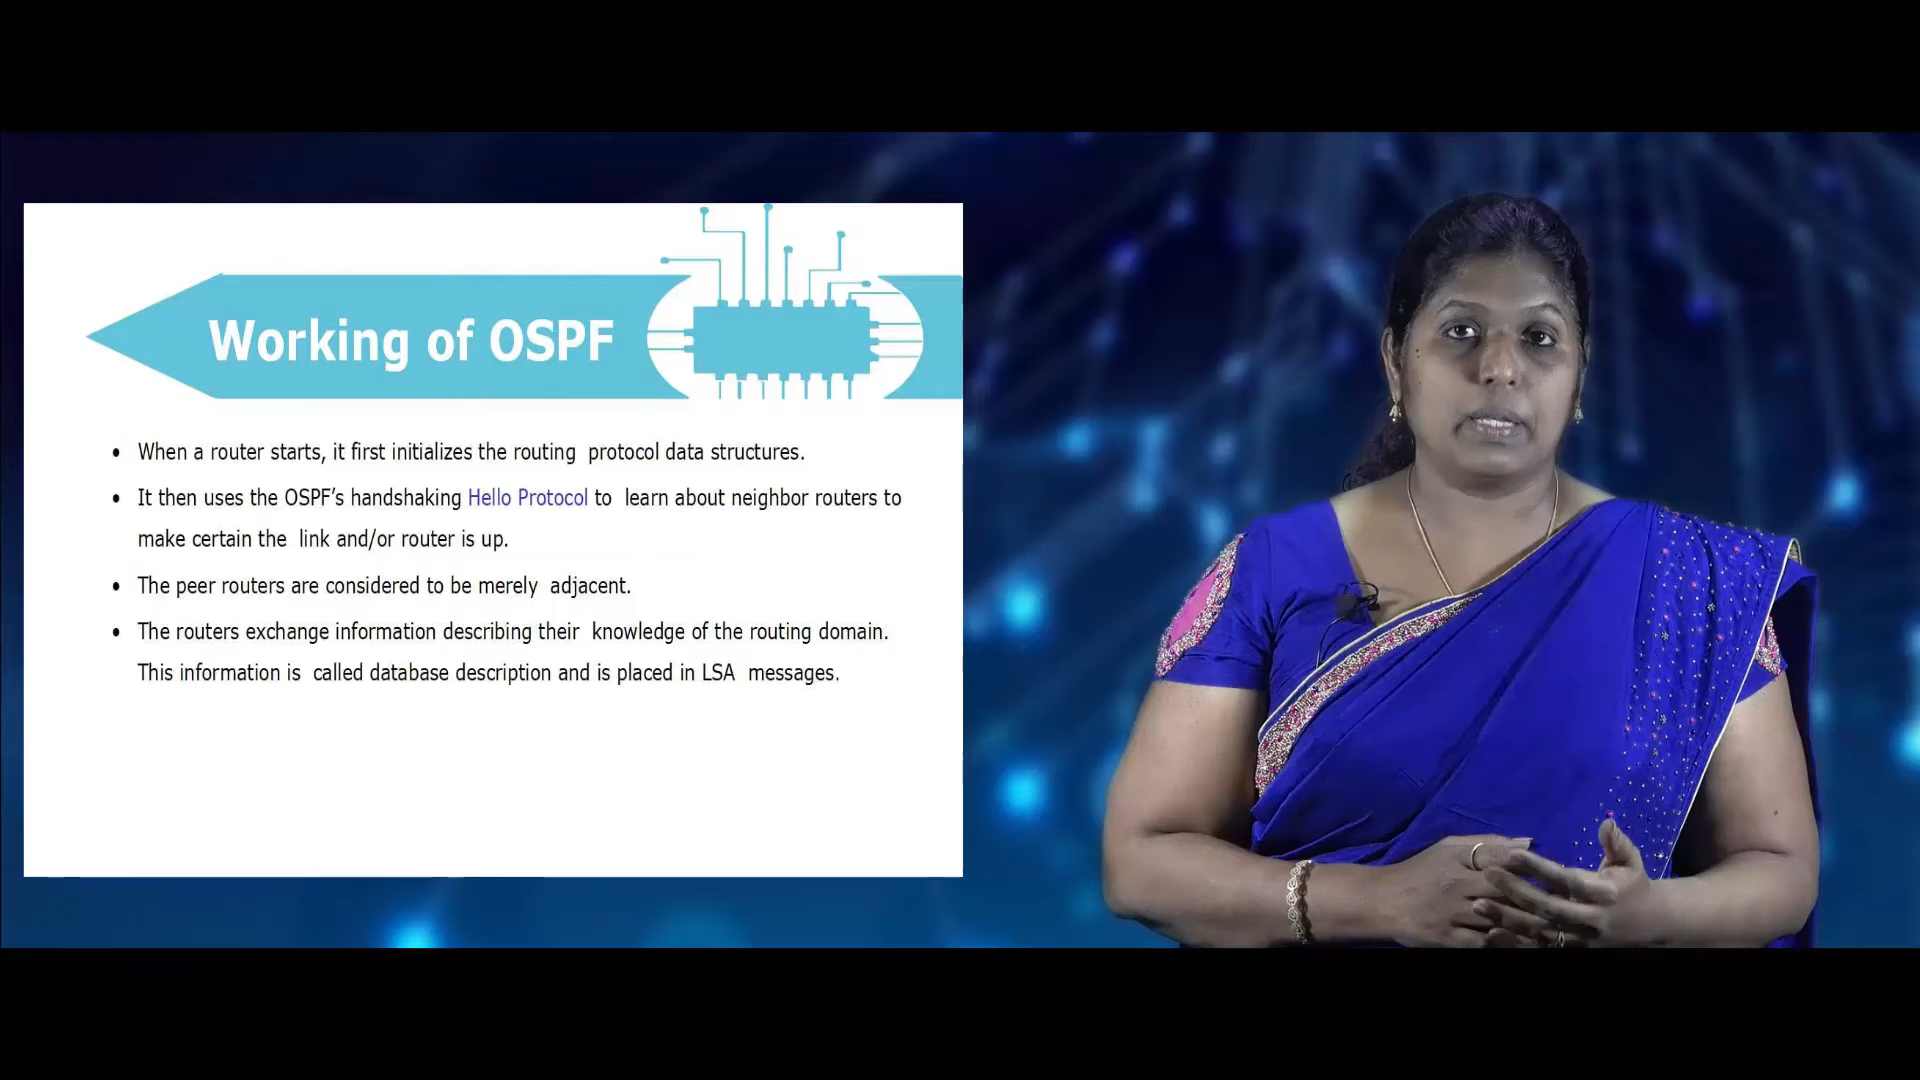 Working of OSPF
• When a router starts, it first initializes the routing protocol data structures.
• It then uses the OSPF’s handshaking Hello Protocol to learn about neighbor routers to
make certain the link and/or router is up.
• The peer routers are considered to be merely adjacent.
• The routers exchange information describing their knowledge of the routing domain.
This information is called database description and is placed in LSA messages.